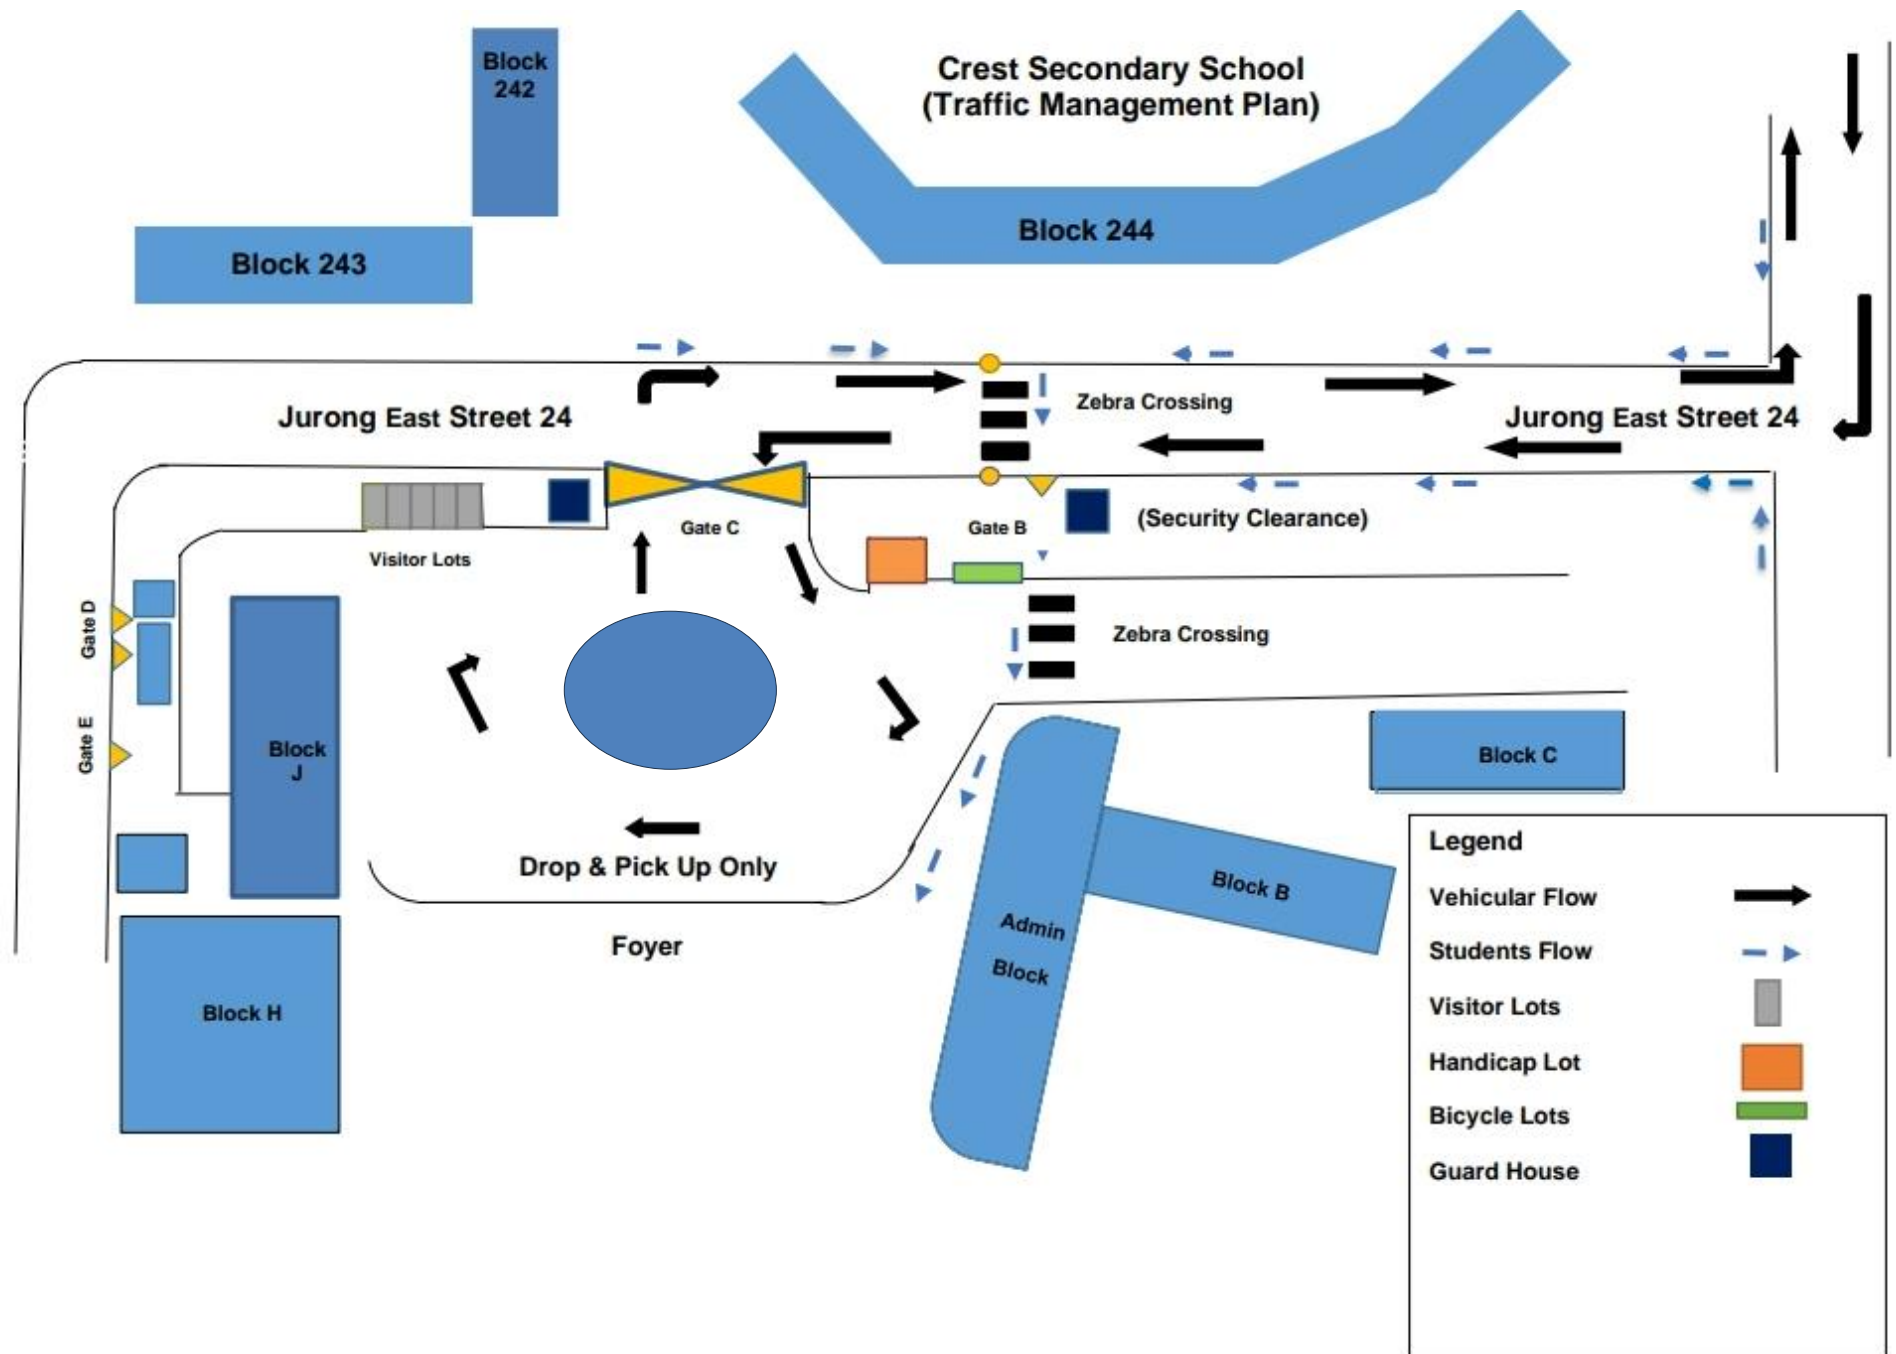 Block
242
Crest Secondary School
(Traffic Management Plan)
Block 244
Block 243
Zebra Crossing
Jurong East Street 24
Jurong East Street 24
Gate C
Gate B
(Security Clearance)
Visitor Lots
Gate D
Zebra Crossing
Gate E
Block
J
Block C
Drop & Pick Up Only
Block B
Admin
Block
Foyer
Block H
Legend
Vehicular Flow
Students Flow
Visitor Lots
Handicap Lot
Bicycle Lots
Guard House